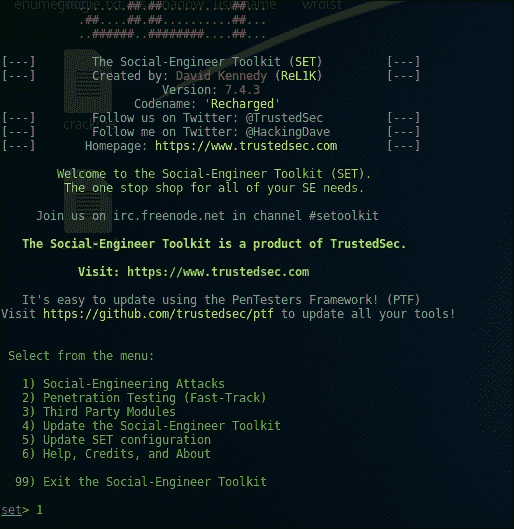 enum
.txt
..##....##.##..........##...
.##....##.##..........##...
..######..########....##...
[---] The Social-Engineer Toolkit (SET) [---]
[---] Created by: David Kennedy (ReL1K) [---]
Version: 7.4.3
Codename: 'Recharged'
[---] Follow us on Twitter: @TrustedSec [---]
[---] Follow me on Twitter: @HackingDave [---]
[---] Homepage: https://www.trustedsec.com [---]
Welcome to the Social-Engineer Toolkit (SET).
The one stop shop for all of your SE needs.
Join us on irc.freenode.net in channel #setoolkit
The Social-Engineer Toolkit is a product of TrustedSec.
Visit: https://www.trustedsec.com
It's easy to update using the PenTesters Framework! (PTF)
Visit https://github.com/trustedsec/ptf to update all your tools!
Select from the menu:
1) Social-Engineering Attacks
2) Penetration Testing (Fast-Track)
3) Third Party Modules
4) Update the Social-Engineer Toolkit
5) Update SET configuration
6) Help, Credits, and About
99) Exit the Social-Engineer Toolkit
set> 1